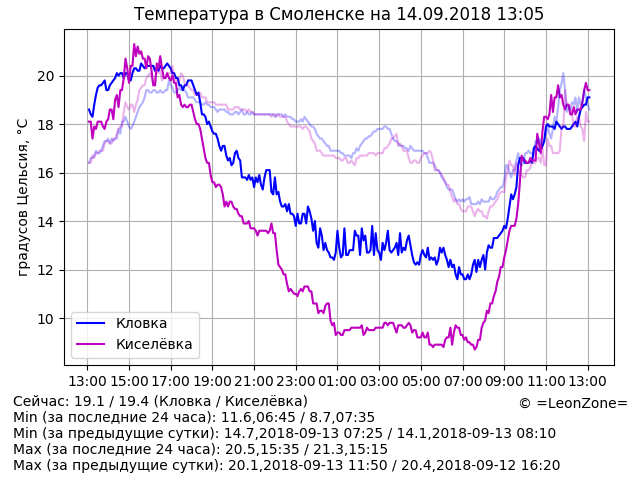 Температура в Смоленске на 14.09.2018 13:05
градусов Цельсия, °C
20
18
16
14
12
10
Кловка
Киселёвка
13:00 15:00 17:00 19:00 21:00 23:00 01:00 03:00 05:00 07:00 09:00 11:00 13:00
Сейчас: 19.1 / 19.4 (Кловка / Киселёвка)
© =LeonZone=
Min (за последние 24 часа): 11.6,06:45 / 8.7,07:35
Min (за предыдущие сутки): 14.7,2018-09-13 07:25 / 14.1,2018-09-13 08:10
Max (за последние 24 часа): 20.5,15:35 / 21.3,15:15
Max (за предыдущие сутки): 20.1,2018-09-13 11:50 / 20.4,2018-09-12 16:20